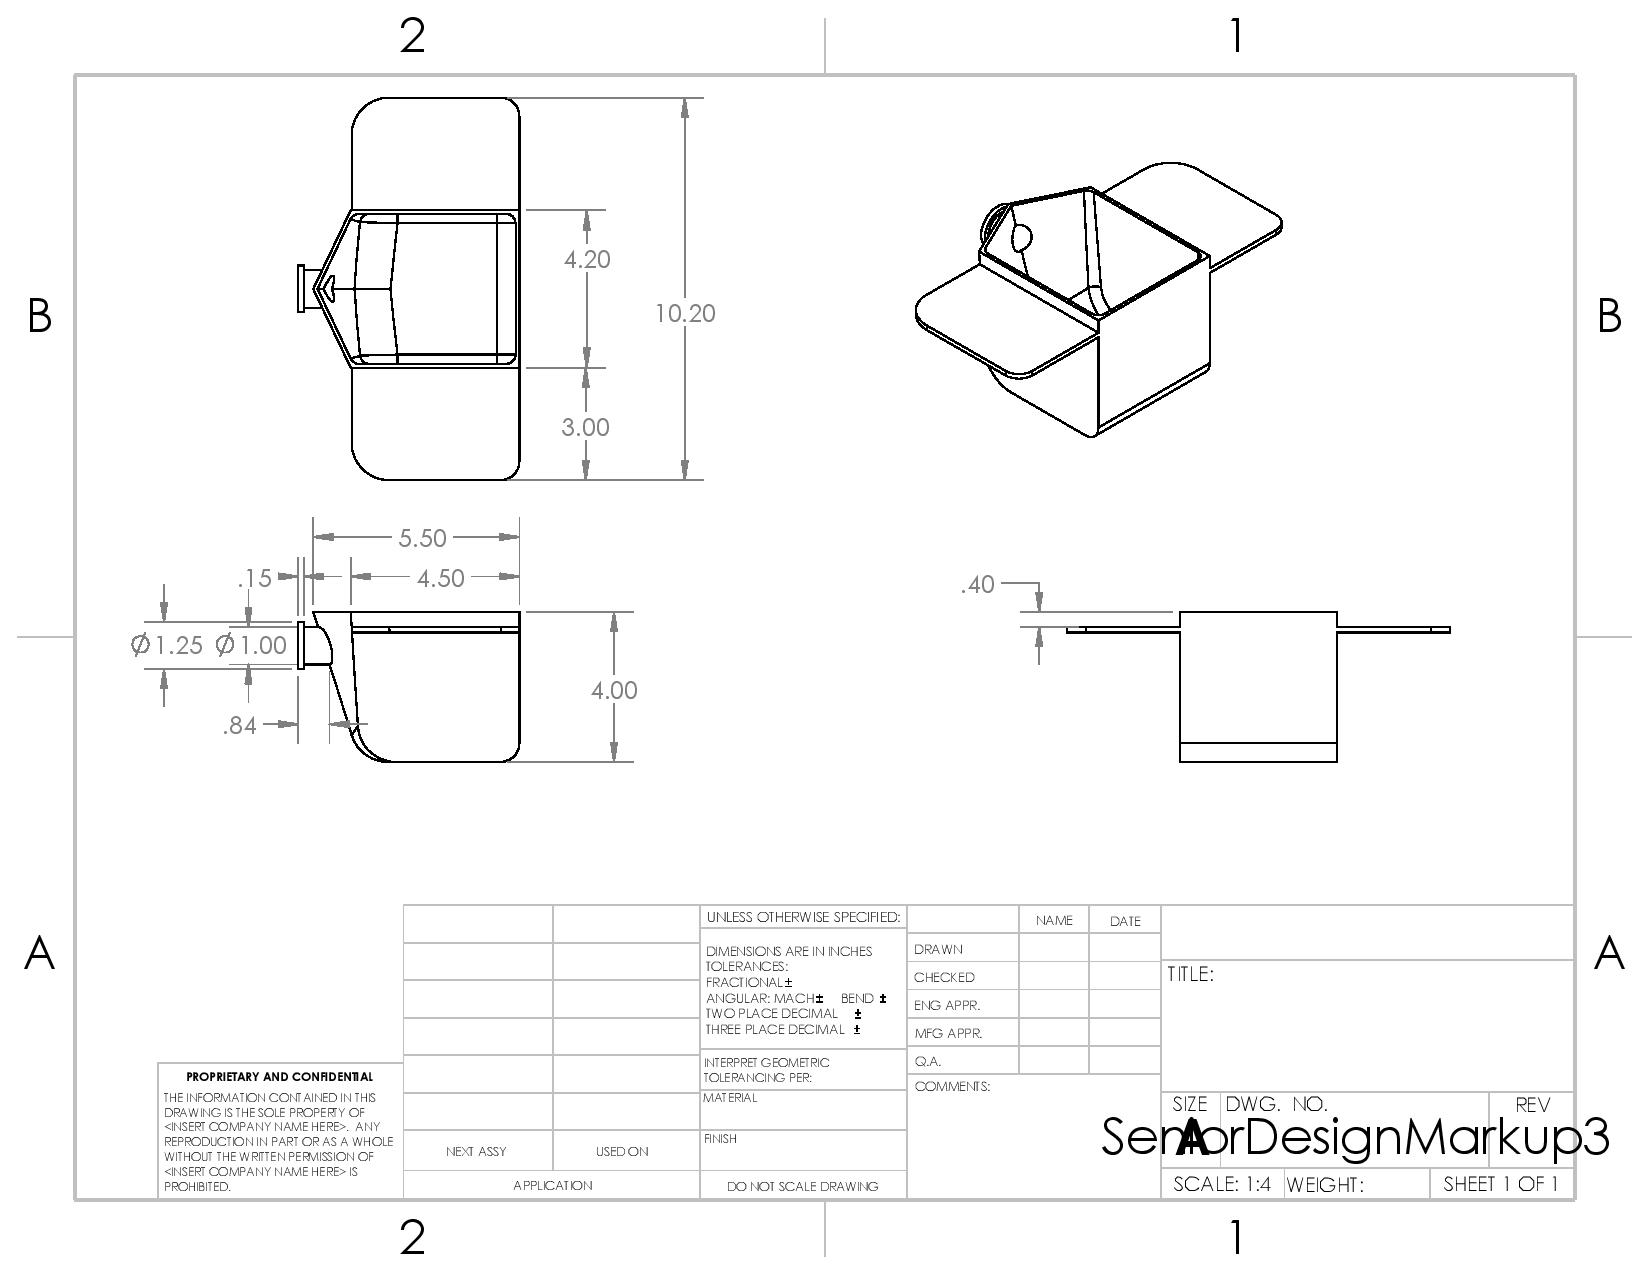 2
1
B
B
4.20
10.20
3.00
5.50
.15
4.50
.40
Ø1.25
Ø1.00
4.00
.84
A
A
UNLESS OTHERWISE SPECIFIED:
DIMENSIONS ARE IN INCHES
TOLERANCES:
FRACTIONAL±
ANGULAR: MACH± BEND ±
TWO PLACE DECIMAL ±
THREE PLACE DECIMAL ±
INTERPRET GEOMETRIC
TOLERANCING PER:
MATERIAL
FINISH
DO NOT SCALE DRAWING
NAME
DATE
DRAWN
CHECKED
ENG APPR.
MFG APPR.
Q.A.
COMMENTS:
TITLE:
SIZE
DWG. NO.
REV
A
SeniorDesignMarkup3
SCALE: 1:4
WEIGHT:
SHEET 1 OF 1
PROPRIETARY AND CONFIDENTIAL
THE INFORMATION CONTAINED IN THIS
DRAWING IS THE SOLE PROPERTY OF
<INSERT COMPANY NAME HERE>. ANY
REPRODUCTION IN PART OR AS A WHOLE
WITHOUT THE WRITTEN PERMISSION OF
<INSERT COMPANY NAME HERE> IS
PROHIBITED.
NEXT ASSY
USED ON
APPLICATION
2
1